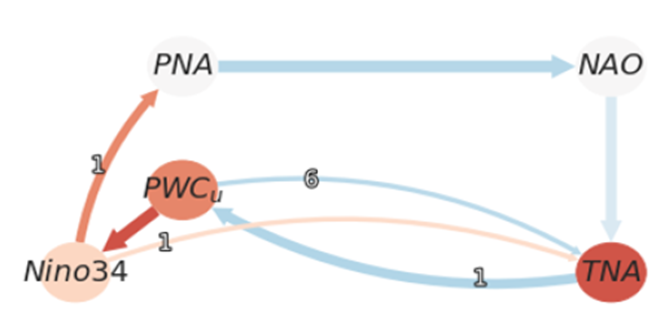 PNA NAO
1
PWCu 6
1
Nino34 1 TNA